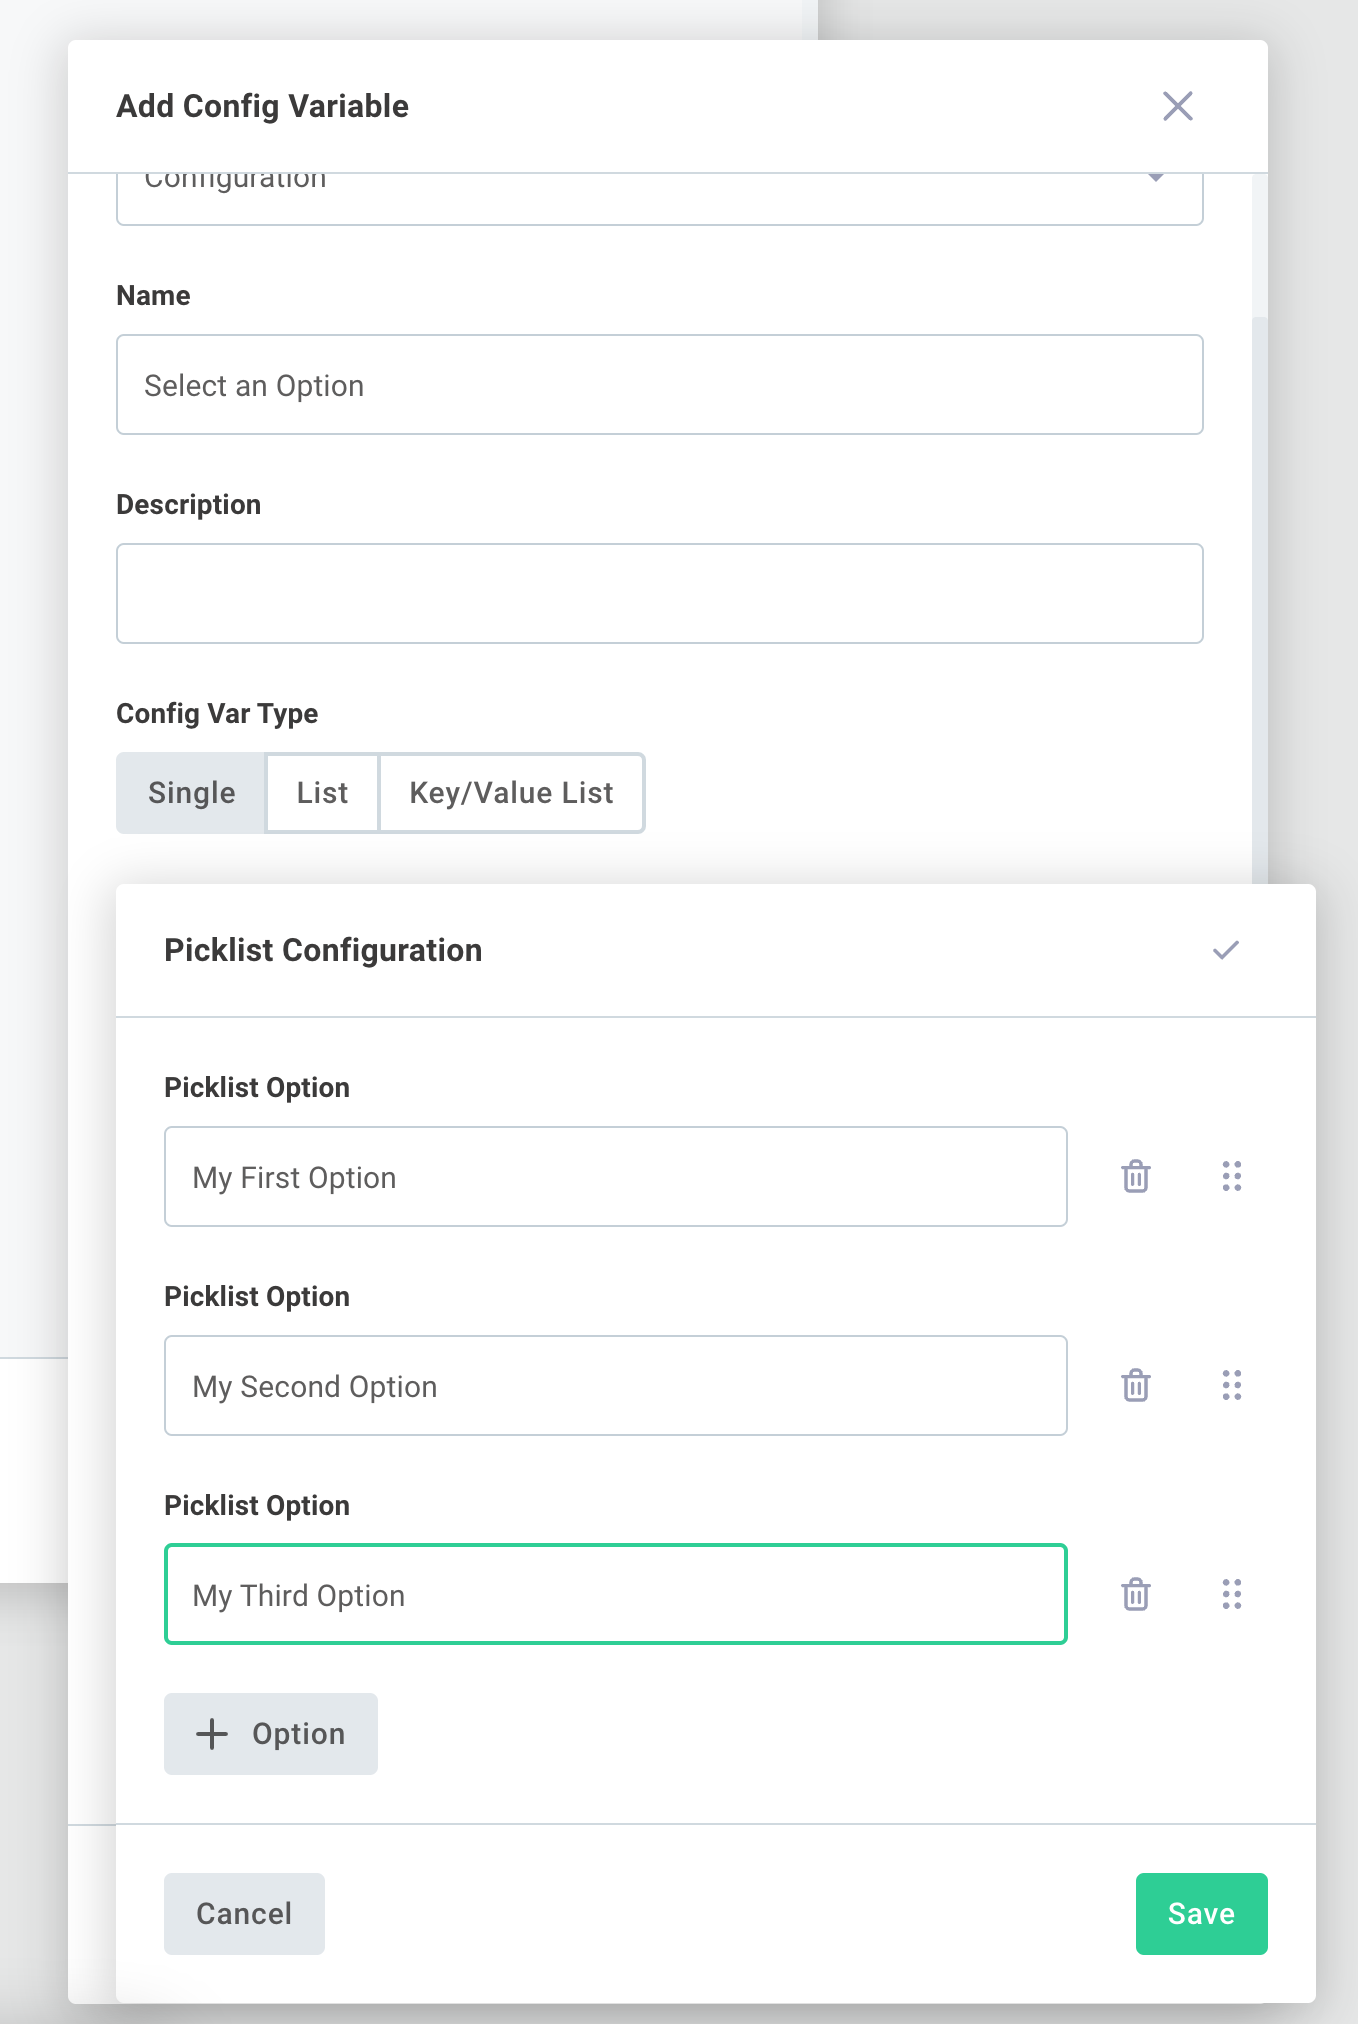 Add Config Variable
Configuration
Name
Select an Option
Description
Config Var Type
Single List Key/Value List
Picklist Configuration
Picklist Option
My First Option
Picklist Option
My Second Option
Picklist Option
My Third Option
Option
Cancel Save